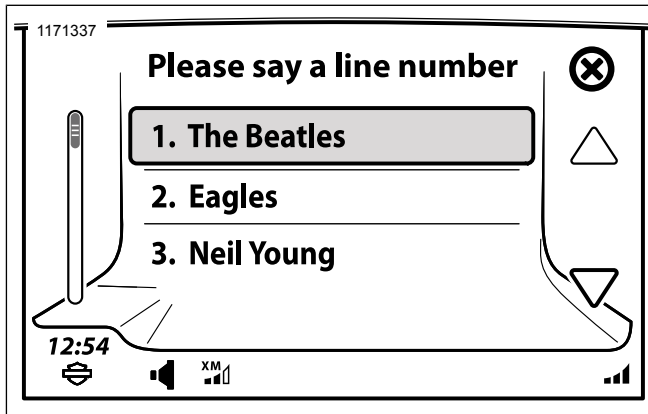 1171337
Please say a line number
1. The Beatles
2. Eagles
3. Neil Young
12:54
XM